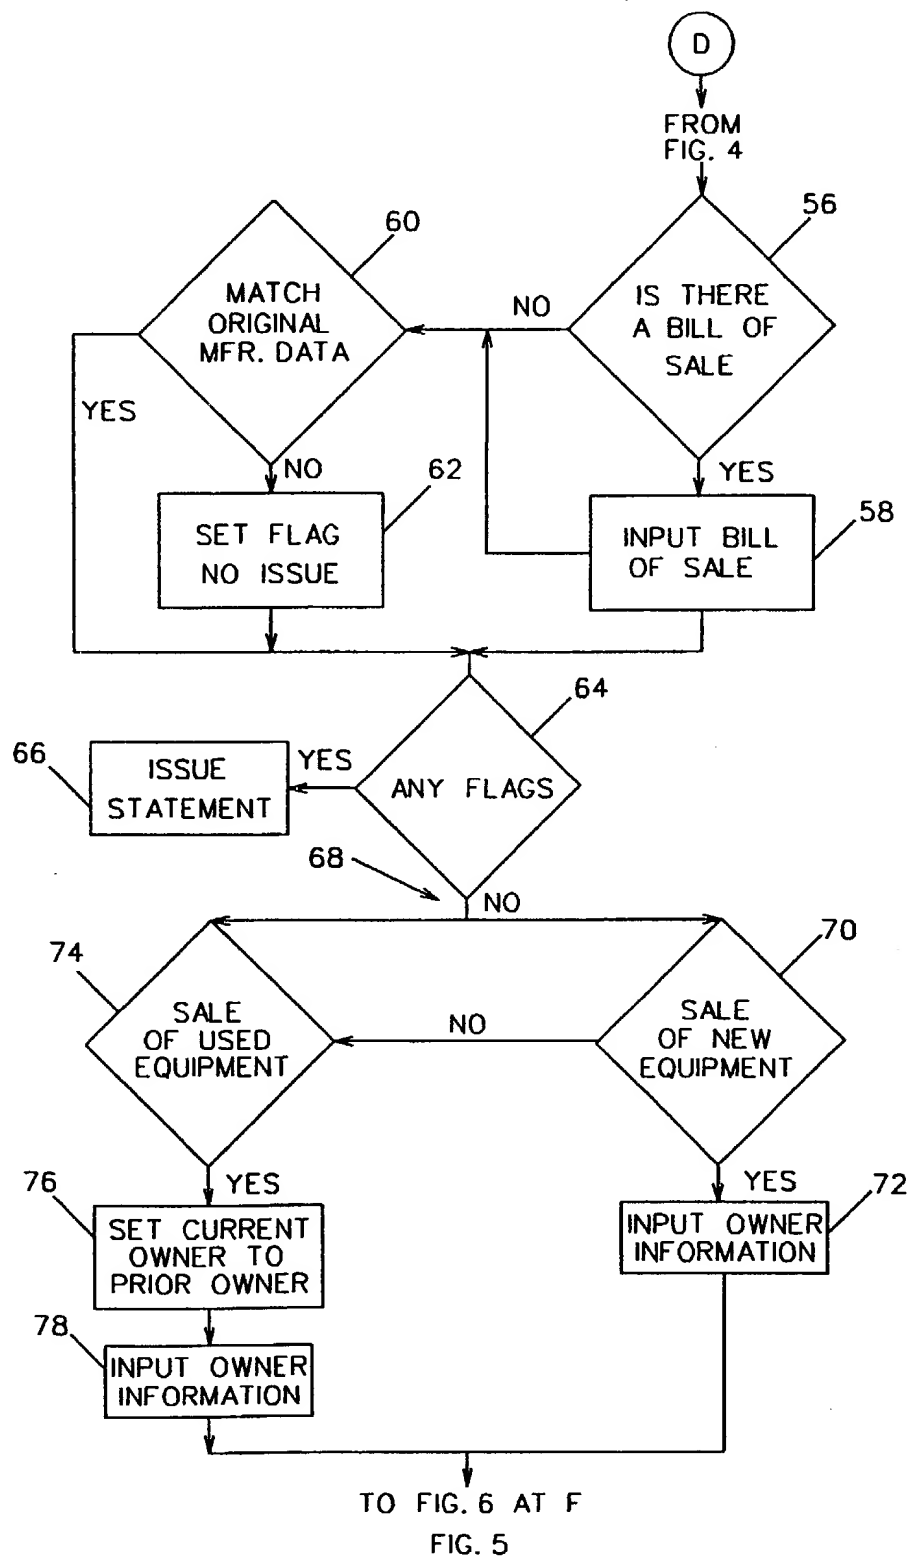 D
FROM
FIG. 4
56
IS THERE
A BILL OF
SALE
NO
YES
60
MATCH
ORIGINAL
MFR. DATA
YES
NO
62
SET FLAG
NO ISSUE
58
INPUT BILL
OF SALE
64
ANY FLAGS
YES
66
ISSUE
STATEMENT
68
NO
74
SALE
OF USED
EQUIPMENT
NO
70
SALE
OF NEW
EQUIPMENT
YES
76
SET CURRENT
OWNER TO
PRIOR OWNER
YES
72
INPUT OWNER
INFORMATION
78
INPUT OWNER
INFORMATION
TO FIG. 6 AT F
FIG. 5